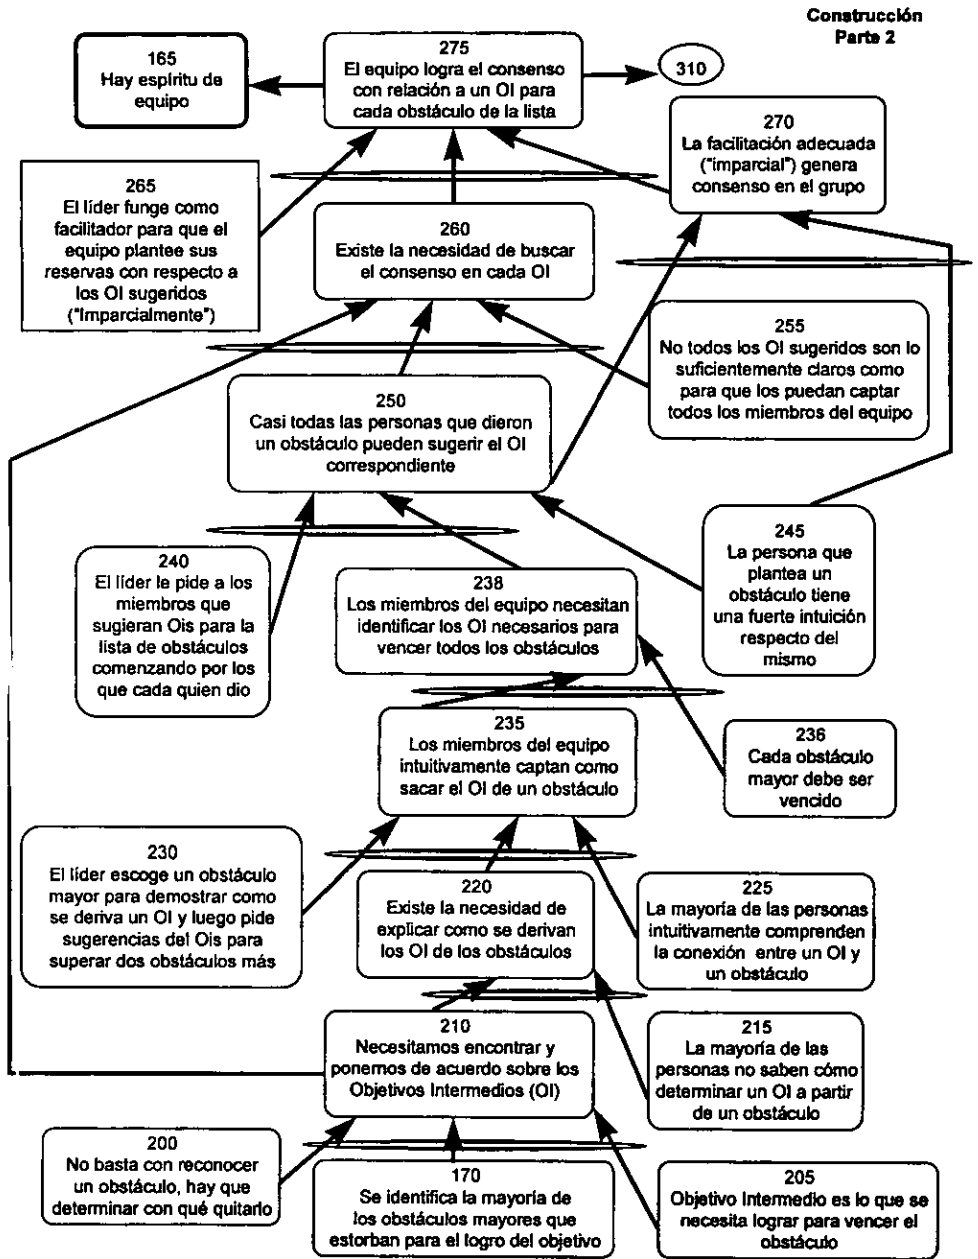 Construcción
Parte 2
165
Hay espíritu de
equipo
275
El equipo logra el consenso
con relación a un OI para
cada obstáculo de la lista
310
270
La facilitación adecuada
("imparcial") genera
consenso en el grupo
265
El líder funge como
facilitador para que el
equipo plantee sus
reservas con respecto a
los OI sugeridos
("Imparcialmente")
260
Existe la necesidad de buscar
el consenso en cada OI
255
No todos los OI sugeridos son lo
suficientemente claros como
para que los puedan captar
todos los miembros del equipo
250
Casi todas las personas que dieron
un obstáculo pueden sugerir el OI
correspondiente
240
El líder le pide a los
miembros que
sugieran Ois para la
lista de obstáculos
comenzando por los
que cada quien dio
238
Los miembros del equipo necesitan
identificar los OI necesarios para
vencer todos los obstáculos
245
La persona que
plantea un
obstáculo tiene
una fuerte intuición
respecto del
mismo
235
Los miembros del equipo
intuitivamente captan como
sacar el OI de un obstáculo
236
Cada obstáculo
mayor debe ser
vencido
230
El líder escoge un obstáculo
mayor para demostrar como
se deriva un OI y luego pide
sugerencias del Ois para
superar dos obstáculos más
220
Existe la necesidad de
explicar como se derivan
los OI de los obstáculos
225
La mayoría de las personas
intuitivamente comprenden
la conexión entre un OI y
un obstáculo
210
Necesitamos encontrar y
ponernos de acuerdo sobre los
Objetivos Intermedios (OI)
215
La mayoría de las
personas no saben cómo
determinar un OI a partir
de un obstáculo
200
No basta con reconocer
un obstáculo, hay que
determinar con qué quitarlo
170
Se identifica la mayoría de
los obstáculos mayores que
estorban para el logro del objetivo
205
Objetivo Intermedio es lo que se
necesita lograr para vencer el
obstáculo